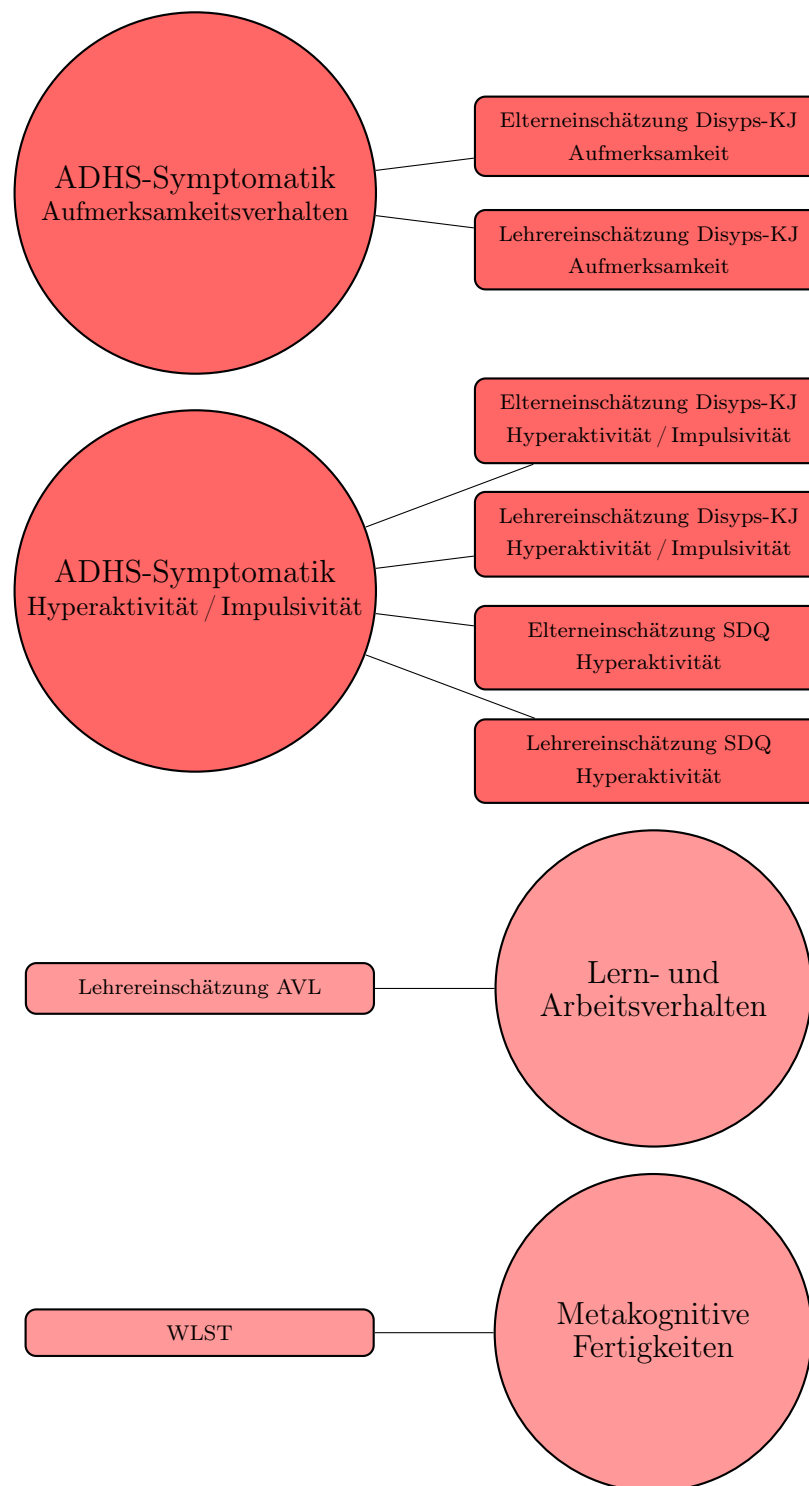 ADHS-Symptomatik
Aufmerksamkeitsverhalten
Elterneinschätzung Disyps-KJ
Aufmerksamkeit
Lehrereinschätzung Disyps-KJ
Aufmerksamkeit
ADHS-Symptomatik
Hyperaktivität / Impulsivität
Elterneinschätzung Disyps-KJ
Hyperaktivität / Impulsivität
Lehrereinschätzung Disyps-KJ
Hyperaktivität / Impulsivität
Elterneinschätzung SDQ
Hyperaktivität
Lehrereinschätzung SDQ
Hyperaktivität
Lehrereinschätzung AVL
Lern- und
Arbeitsverhalten
WLST
Metakognitive
Fertigkeiten